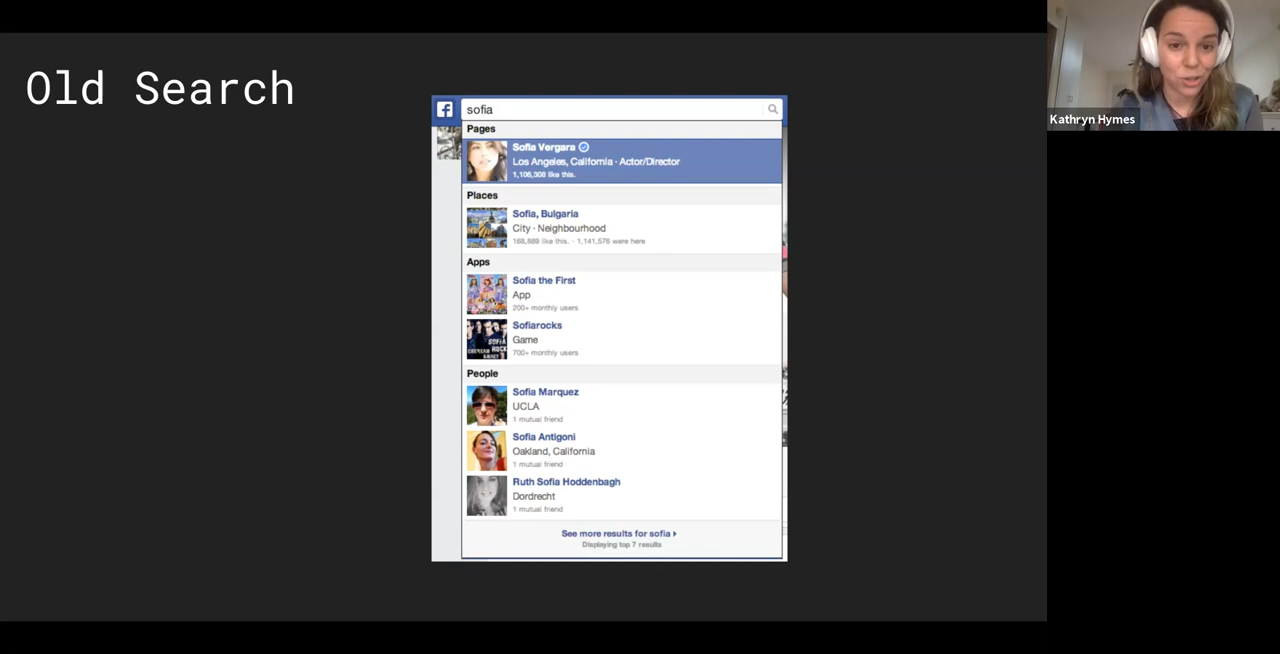 Old Search
sofia
Pages
Sofia Vergara
Los Angeles, California · Actor/Director
1,106,308 like this.
Places
Sofia, Bulgaria
City · Neighbourhood
168,889 like this. · 1,141,576 were here
Apps
Sofia the First
App
200+ monthly users
Sofiarocks
Game
700+ monthly users
People
Sofia Marquez
UCLA
1 mutual friend
Sofia Antigoni
Oakland, California
1 mutual friend
Ruth Sofia Hoddenbagh
Dordrecht
1 mutual friend
See more results for sofia
Displaying top 7 results
Kathryn Hymes